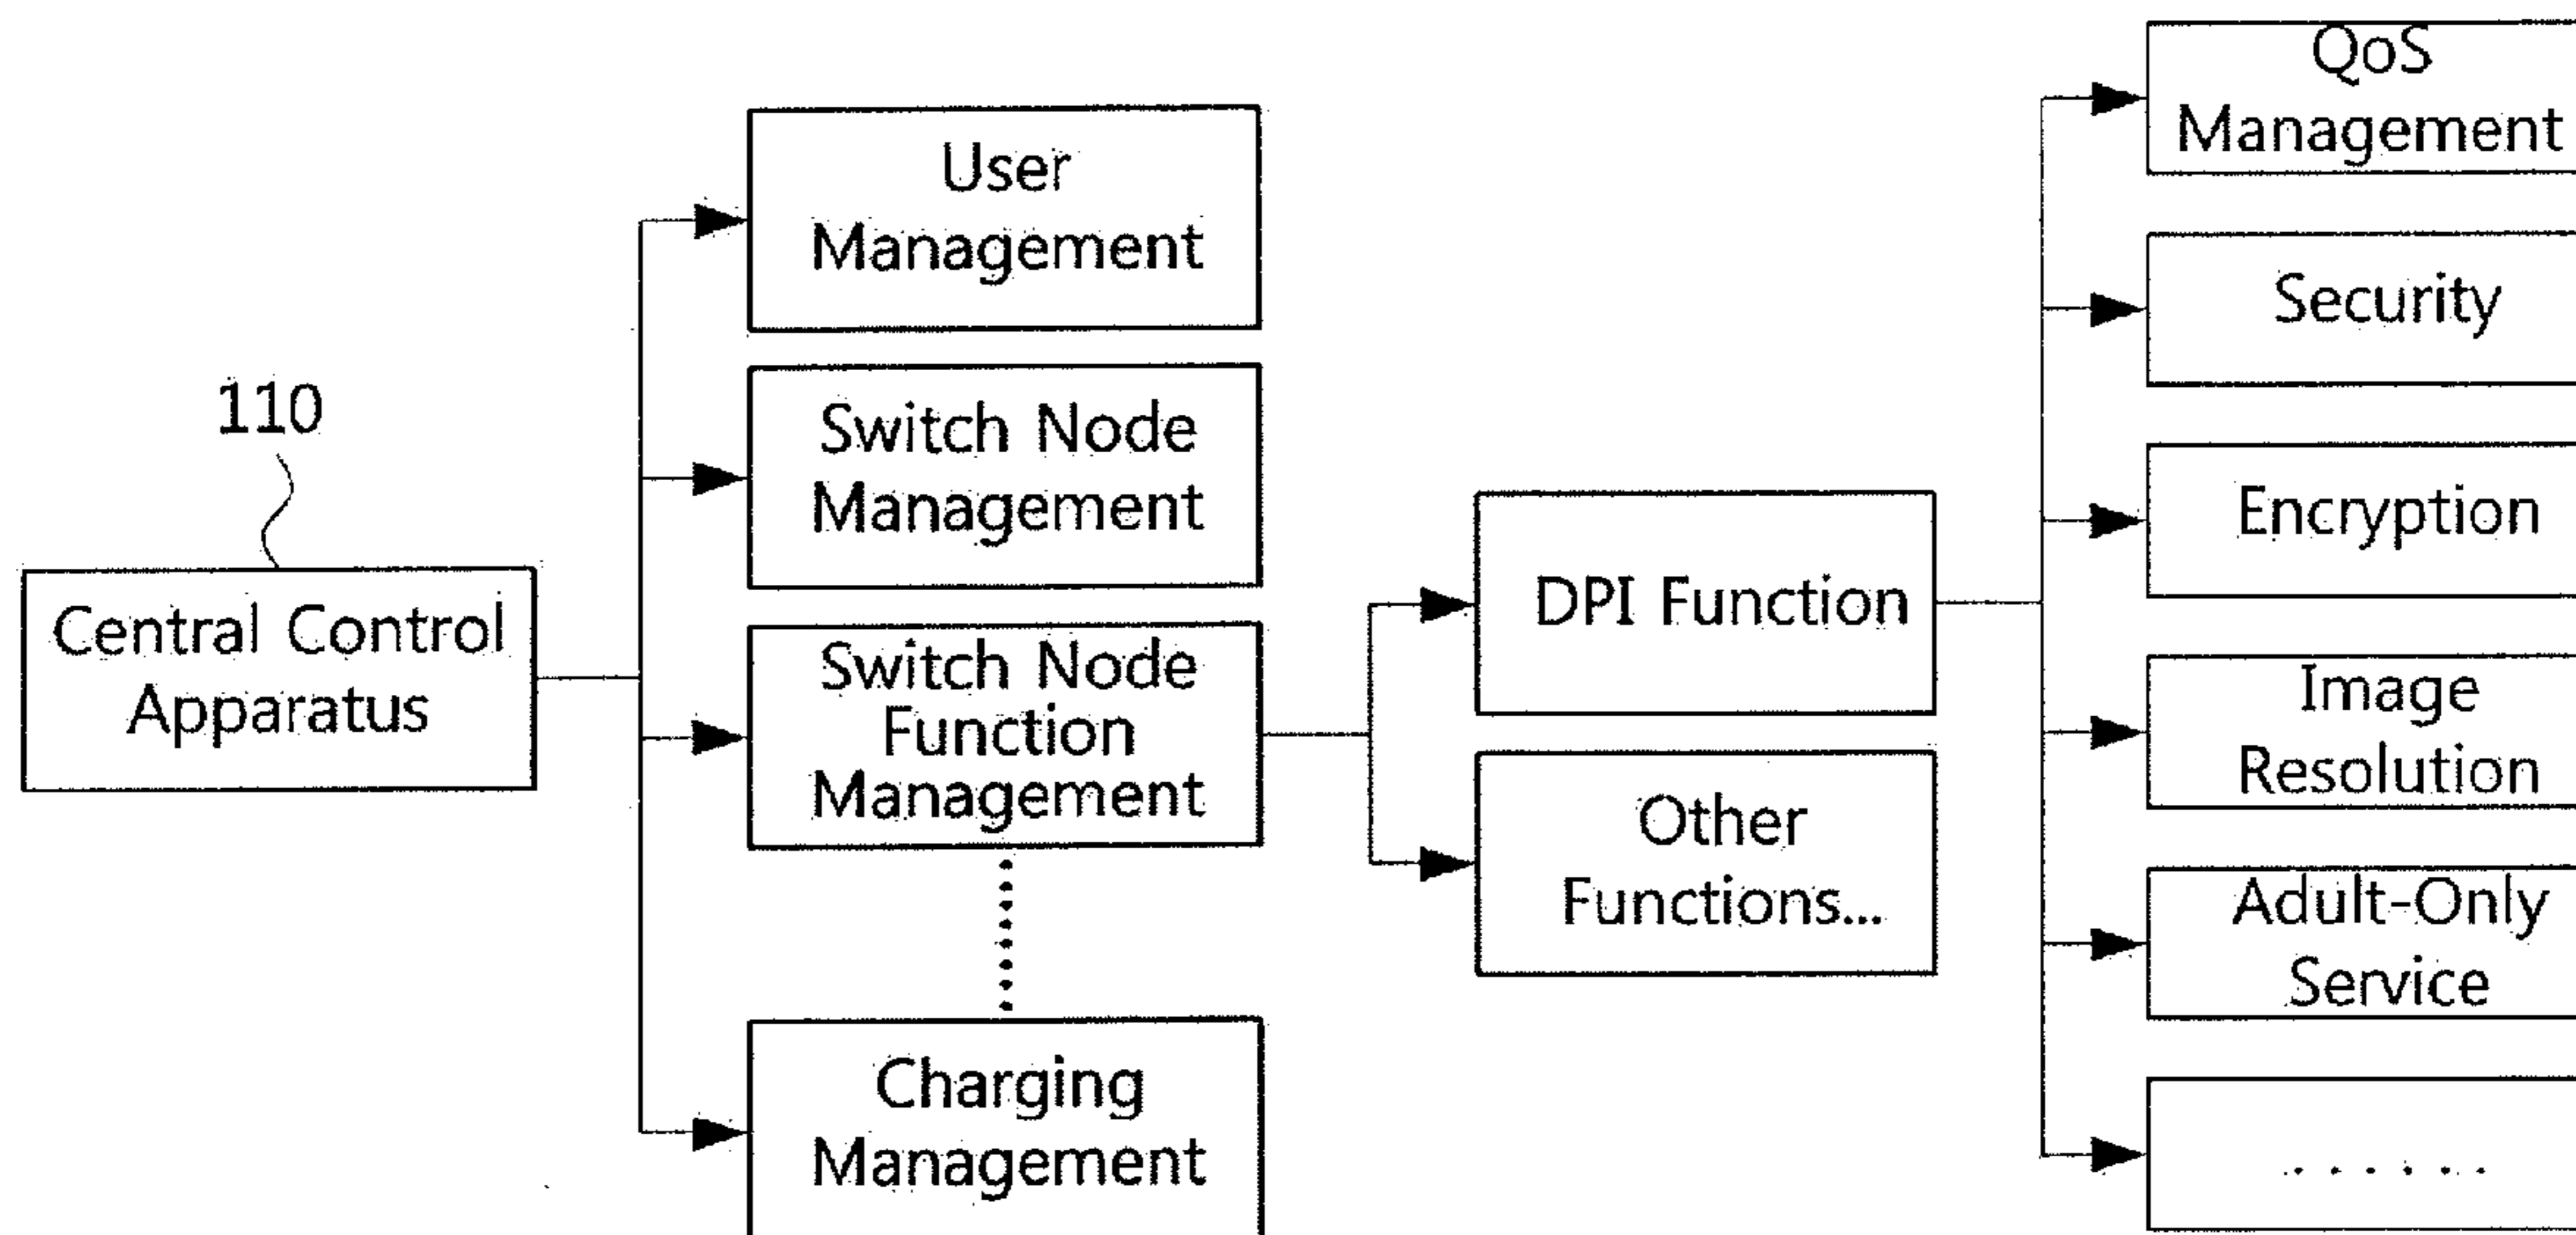 110
Central Control
Apparatus
User
Management
Switch Node
Management
Switch Node
Function
Management
Charging
Management
DPI Function
Other
Functions...
QoS
Management
Security
Encryption
Image
Resolution
Adult-Only
Service
......